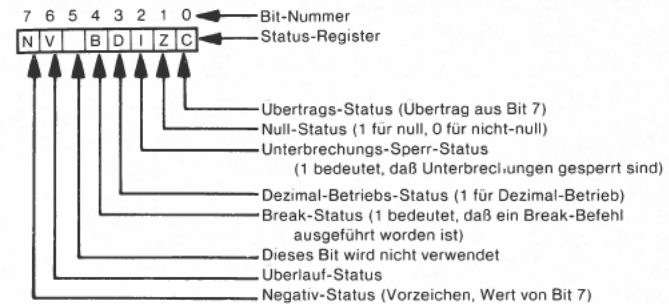 7 6 5 4 3 2 1 0 Bit-Nummer
N V B D I Z C Status-Register
Übertrags-Status (Übertrag aus Bit 7)
Null-Status (1 für null, 0 für nicht-null)
Unterbrechungs-Sperr-Status
(1 bedeutet, daß Unterbrechungen gesperrt sind)
Dezimal-Betriebs-Status (1 für Dezimal-Betrieb)
Break-Status (1 bedeutet, daß ein Break-Befehl
ausgeführt worden ist)
Dieses Bit wird nicht verwendet
Überlauf-Status
Negativ-Status (Vorzeichen, Wert von Bit 7)